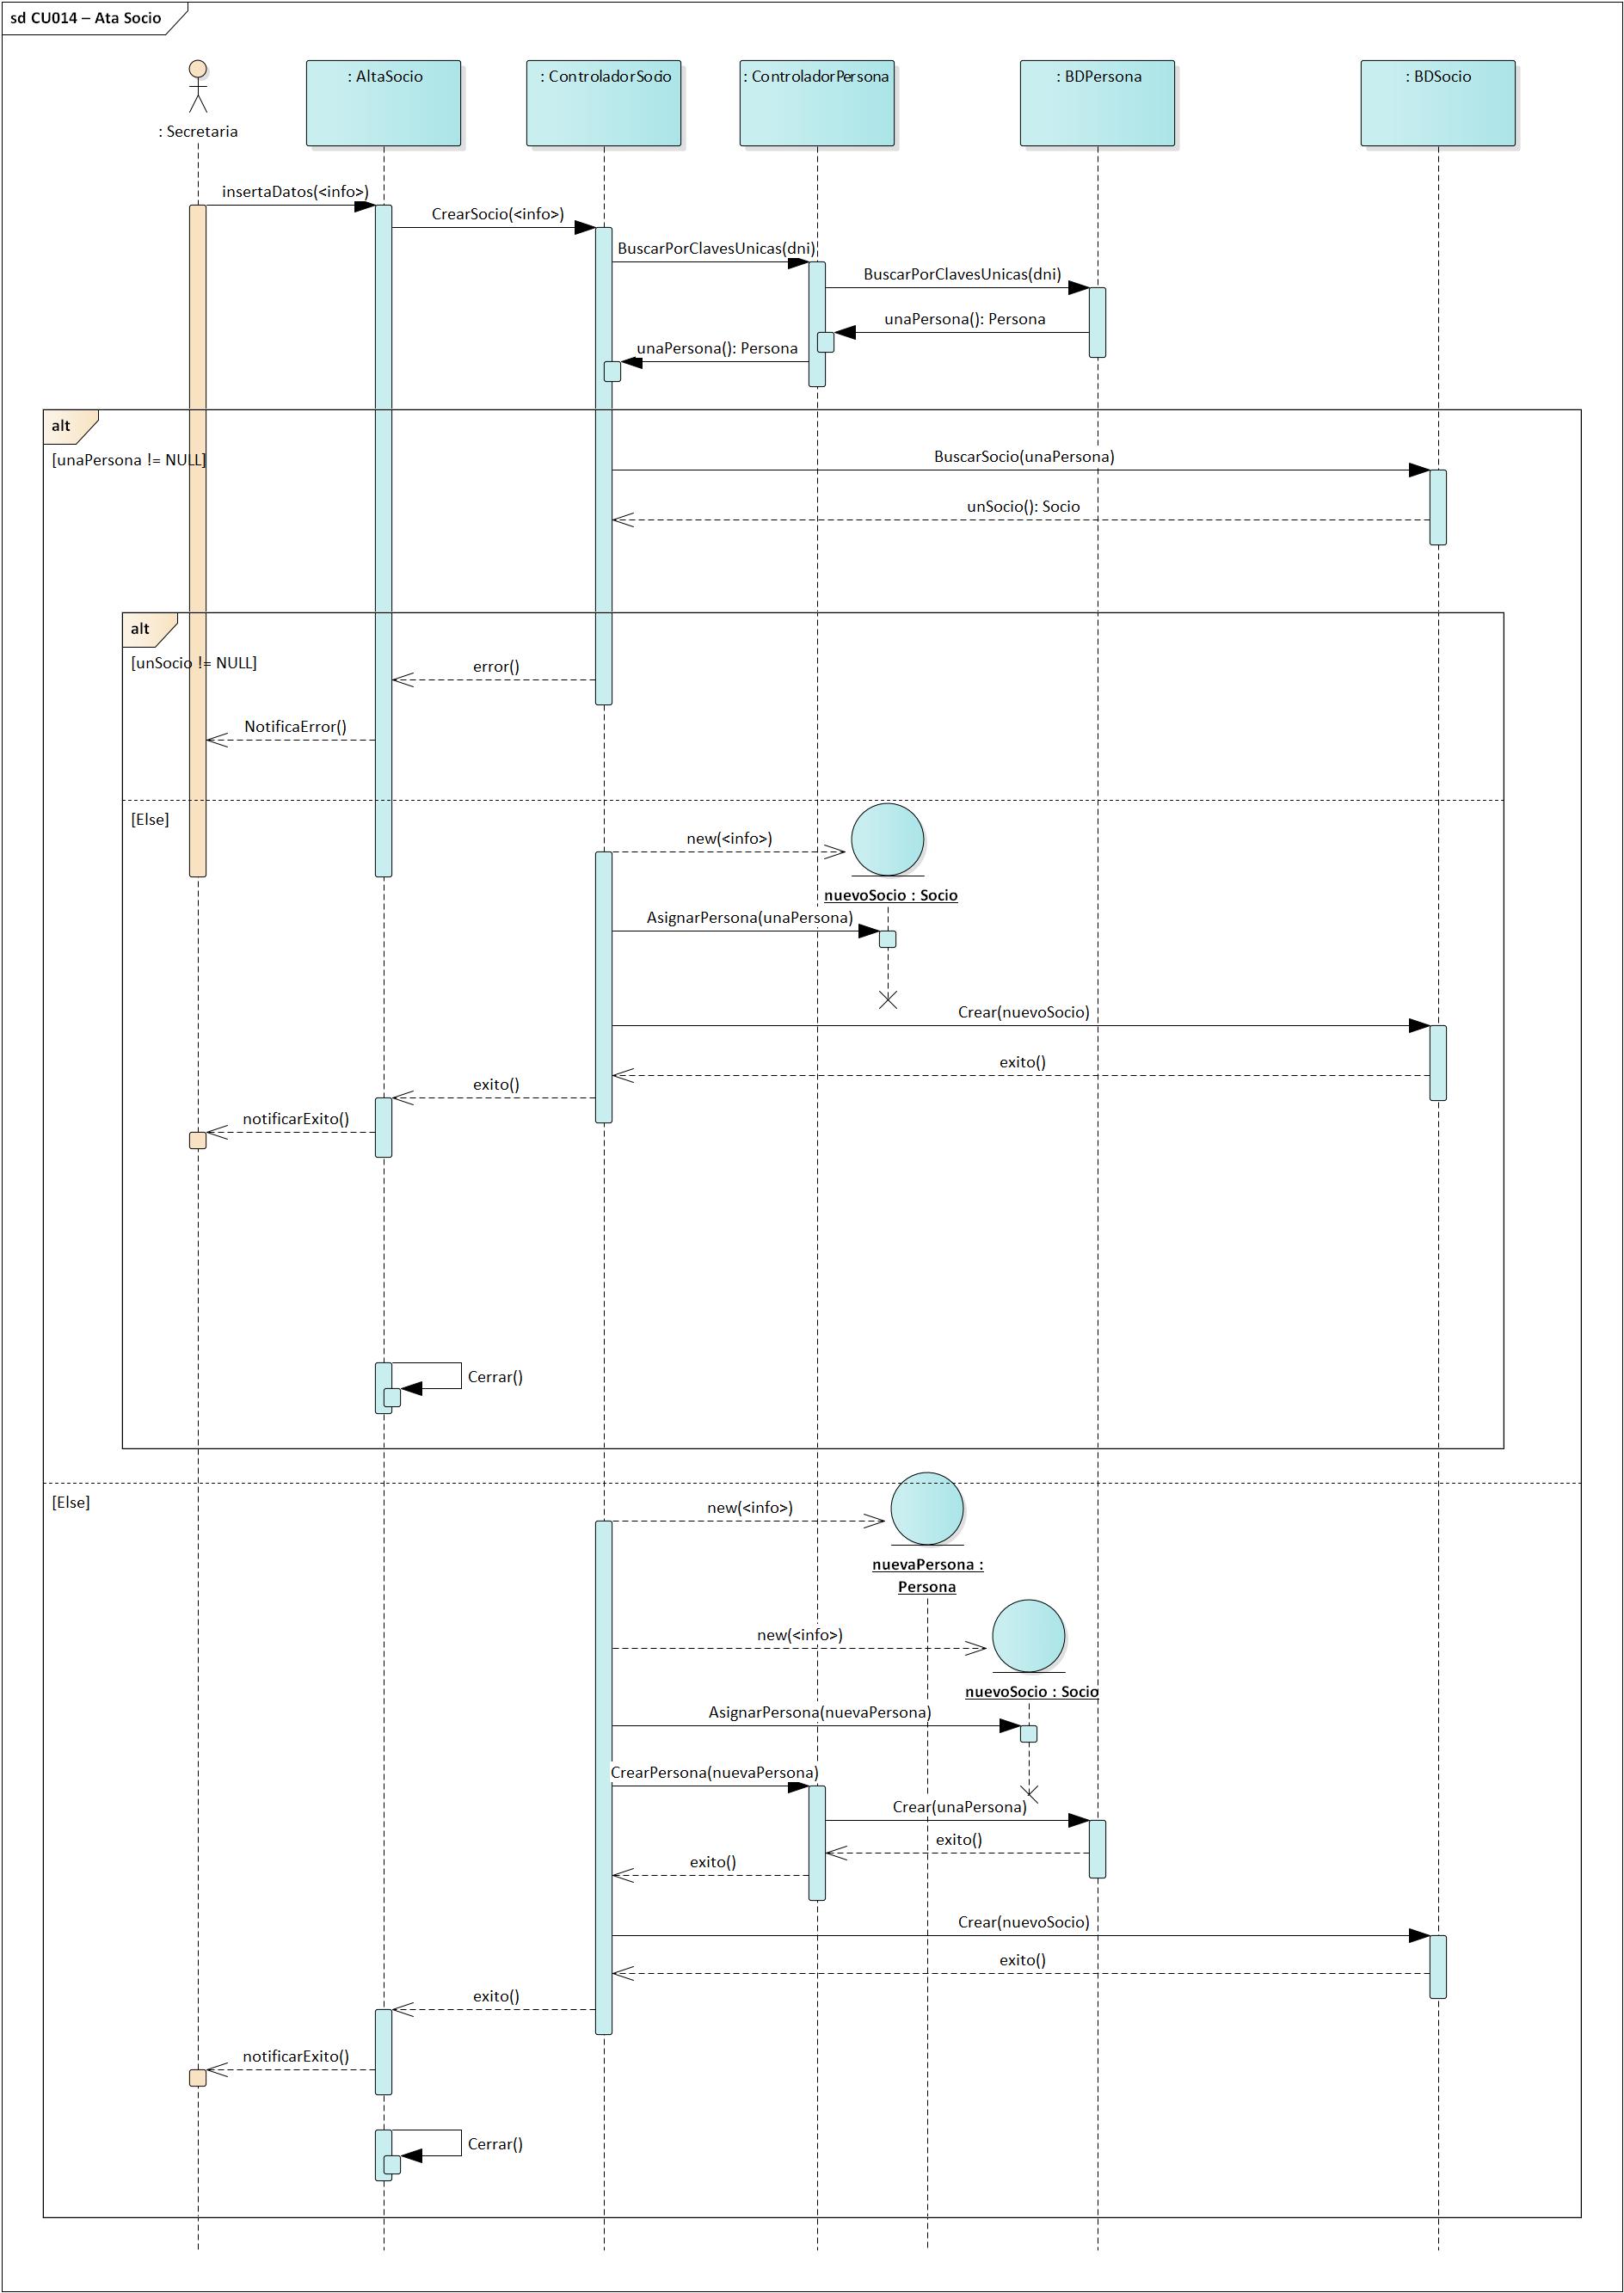 sd CU014 – Ata Socio
: Secretaria
: AltaSocio
: ControladorSocio
: ControladorPersona
: BDPersona
: BDSocio
insertaDatos(<info>)
CrearSocio(<info>)
BuscarPorClavesUnicas(dni)
BuscarPorClavesUnicas(dni)
unaPersona(): Persona
unaPersona(): Persona
alt
[unaPersona != NULL]
BuscarSocio(unaPersona)
unSocio(): Socio
alt
[unSocio != NULL]
error()
NotificaError()
[Else]
new(<info>)
nuevoSocio : Socio
AsignarPersona(unaPersona)
Crear(nuevoSocio)
exito()
exito()
notificarExito()
Cerrar()
[Else]
new(<info>)
nuevaPersona :
Persona
new(<info>)
nuevoSocio : Socio
AsignarPersona(nuevaPersona)
CrearPersona(nuevaPersona)
Crear(unaPersona)
exito()
exito()
Crear(nuevoSocio)
exito()
exito()
notificarExito()
Cerrar()